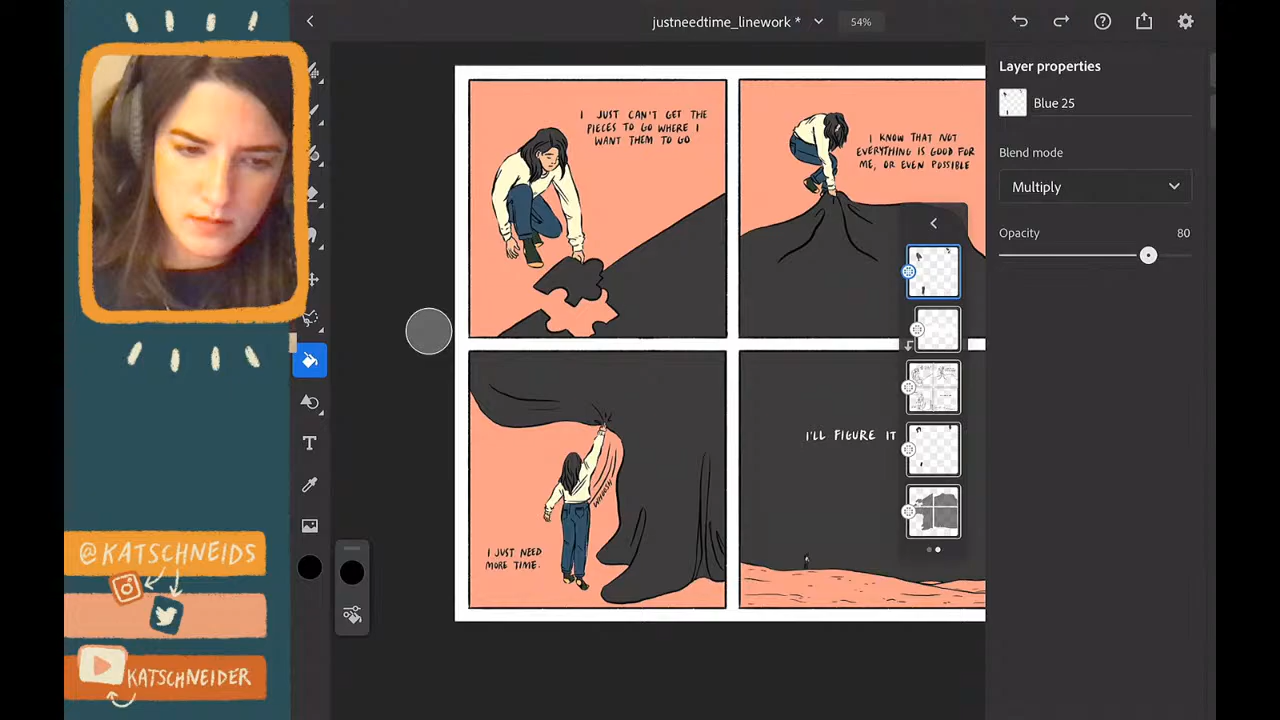 justneedtime_linework *
54%
Layer properties
Blue 25
Blend mode
Multiply
Opacity
80
I JUST CAN'T GET THE
PIECES TO GO WHERE I
WANT THEM TO GO
I KNOW THAT NOT
EVERYTHING IS GOOD FOR
ME, OR EVEN POSSIBLE
WHOOSH
I JUST NEED
MORE TIME.
I'LL FIGURE IT
T
@KATSCHNEIDS
KATSCHNEIDER